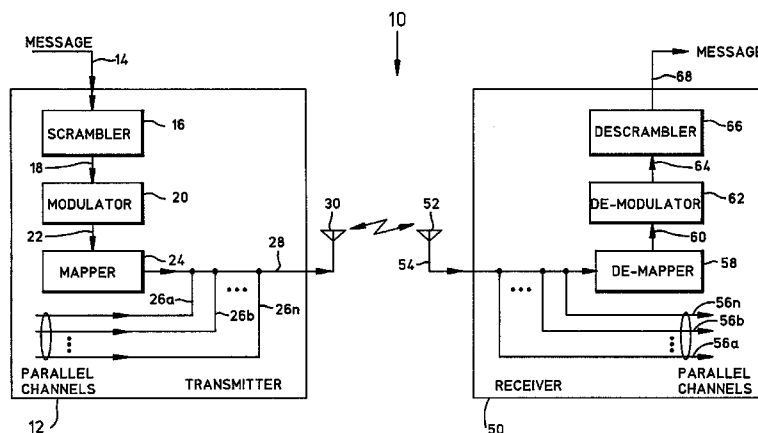 10
MESSAGE
14
SCRAMBLER
16
18
MODULATOR
20
22
MAPPER
24
26a
26b
26n
28
30
PARALLEL
CHANNELS
TRANSMITTER
12
MESSAGE
68
DESCRAMBLER
66
64
DE-MODULATOR
62
60
DE-MAPPER
58
52
54
56n
56b
56a
RECEIVER
PARALLEL
CHANNELS
50